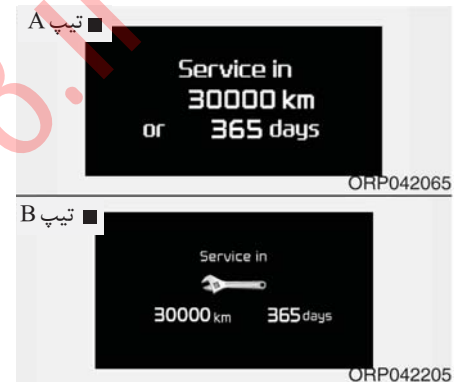 ■ تیپ A
Service in
30000 km
or 365 days
ORP042065
■ تیپ B
Service in
30000 km 365 days
ORP042205